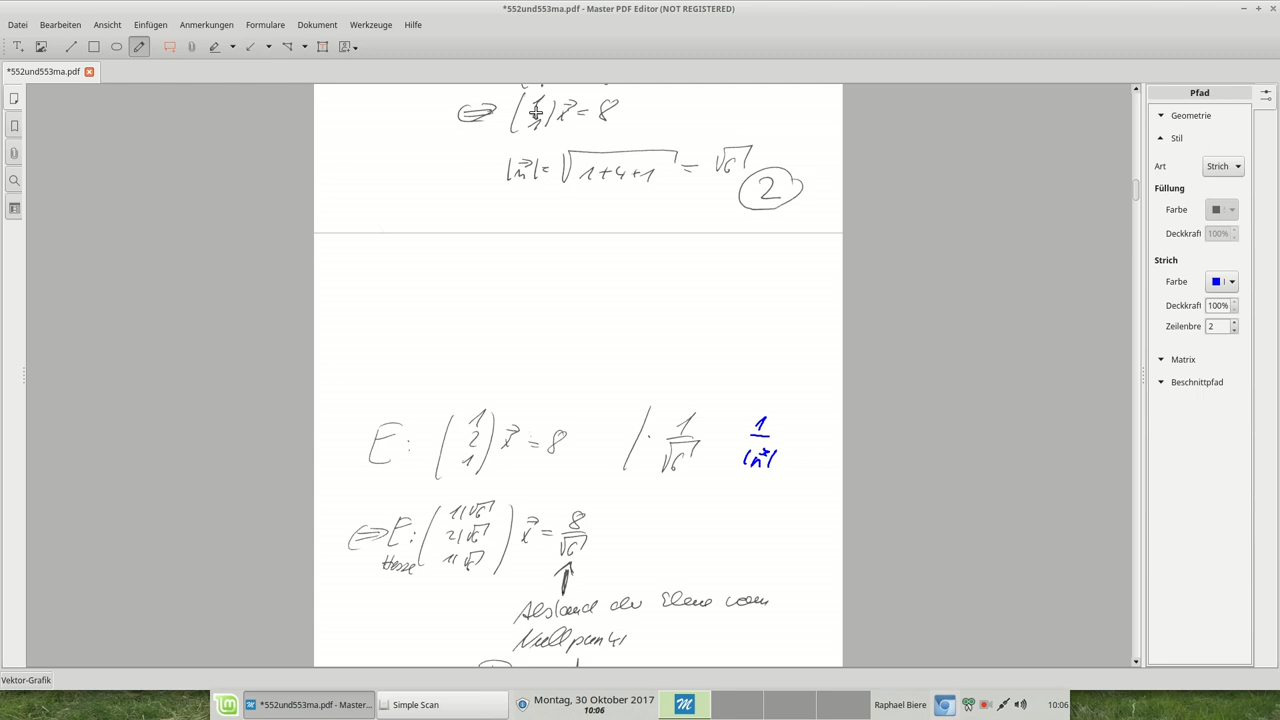 *552und553ma.pdf - Master PDF Editor (NOT REGISTERED)
Datei Bearbeiten Ansicht Einfügen Anmerkungen Formulare Dokument Werkzeuge Hilfe
*552und553ma.pdf
⇔ (1 2 1) x⃗ = 8
|n⃗| = √(1+4+1) = √6
2
E: (1 2 1) x⃗ = 8 | · 1/√6 1/|n⃗|
⇔ E: (1/√6 2/√6 1/√6) x⃗ = 8/√6
Hesse
Abstand der Ebene vom
Nullpunkt
Pfad
Geometrie
Stil
Art Strich
Füllung
Farbe
Deckkraft 100%
Strich
Farbe
Deckkraft 100%
Zeilenbre 2
Matrix
Beschnittpfad
Vektor-Grafik
*552und553ma.pdf - Master... Simple Scan Montag, 30 Oktober 2017 Raphael Biere 10:06
10:06